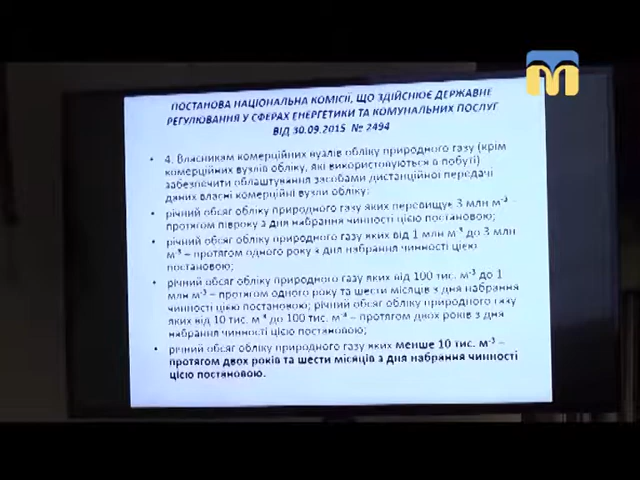 ПОСТАНОВА НАЦІОНАЛЬНА КОМІСІЇ, ЩО ЗДІЙСНЮЄ ДЕРЖАВНЕ
РЕГУЛЮВАННЯ У СФЕРАХ ЕНЕРГЕТИКИ ТА КОМУНАЛЬНИХ ПОСЛУГ
ВІД 30.09.2015 № 2494
• 4. Власникам комерційних вузлів обліку природного газу (крім
комерційних вузлів обліку, які використовуються в побуті)
забезпечити облаштування засобами дистанційної передачі
даних власні комерційні вузли обліку:
• річний обсяг обліку природного газу яких перевищує 3 млн м-3 –
протягом півроку з дня набрання чинності цією постановою;
• річний обсяг обліку природного газу яких від 1 млн м-3 до 3 млн
м-3 – протягом одного року з дня набрання чинності цією
постановою;
• річний обсяг обліку природного газу яких від 100 тис. м-3 до 1
млн м-3 – протягом одного року та шести місяців з дня набрання
чинності цією постановою; річний обсяг обліку природного газу
яких від 10 тис. м-3 до 100 тис. м-3 – протягом двох років з дня
набрання чинності цією постановою;
• річний обсяг обліку природного газу яких менше 10 тис. м-3 –
протягом двох років та шести місяців з дня набрання чинності
цією постановою.